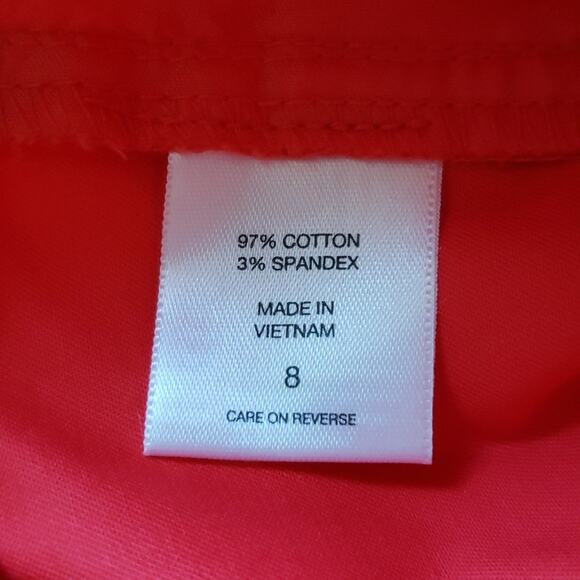 97% COTTON
3% SPANDEX
MADE IN
VIETNAM
8
CARE ON REVERSE